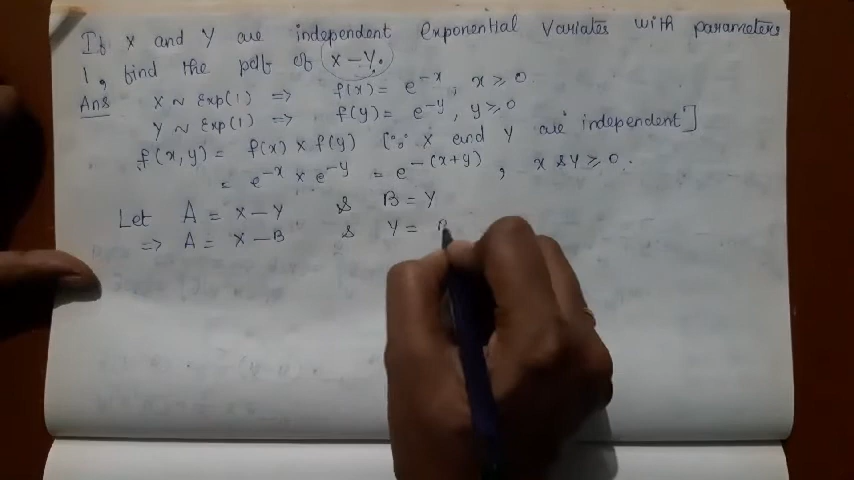 If X and Y are independent exponential variates with parameters
1, find the pdf of X-Y.
Ans X ~ Exp(1) => f(x) = e^-x, x ≥ 0
Y ~ Exp(1) => f(y) = e^-y, y ≥ 0
f(x,y) = f(x) × f(y) [∵ X and Y are independent]
= e^-x × e^-y = e^-(x+y), x & y ≥ 0.
Let A = X-Y & B = Y
=> A = X-B & Y = B